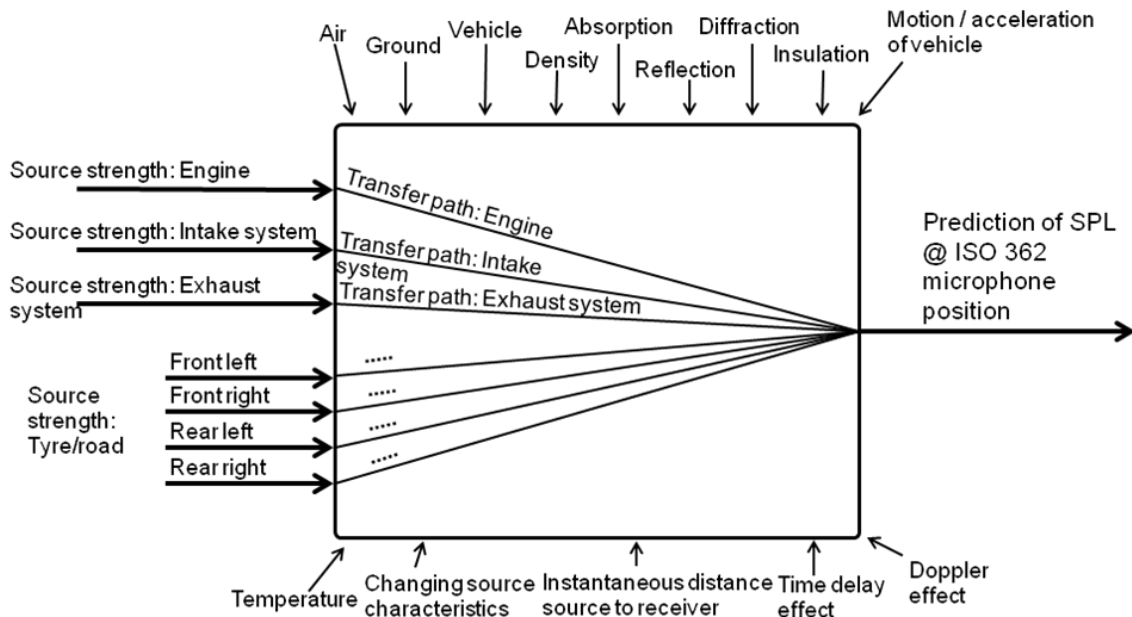 Air
Ground
Vehicle
Density
Absorption
Reflection
Diffraction
Insulation
Motion / acceleration
of vehicle
Source strength: Engine
Source strength: Intake system
Source strength: Exhaust
system
Transfer path: Engine
Transfer path: Intake
system
Transfer path: Exhaust system
Prediction of SPL
@ ISO 362
microphone
position
Source
strength:
Tyre/road
Front left
Front right
Rear left
Rear right
.....
.....
.....
.....
Temperature
Changing source
characteristics
Instantaneous distance
source to receiver
Time delay
effect
Doppler
effect